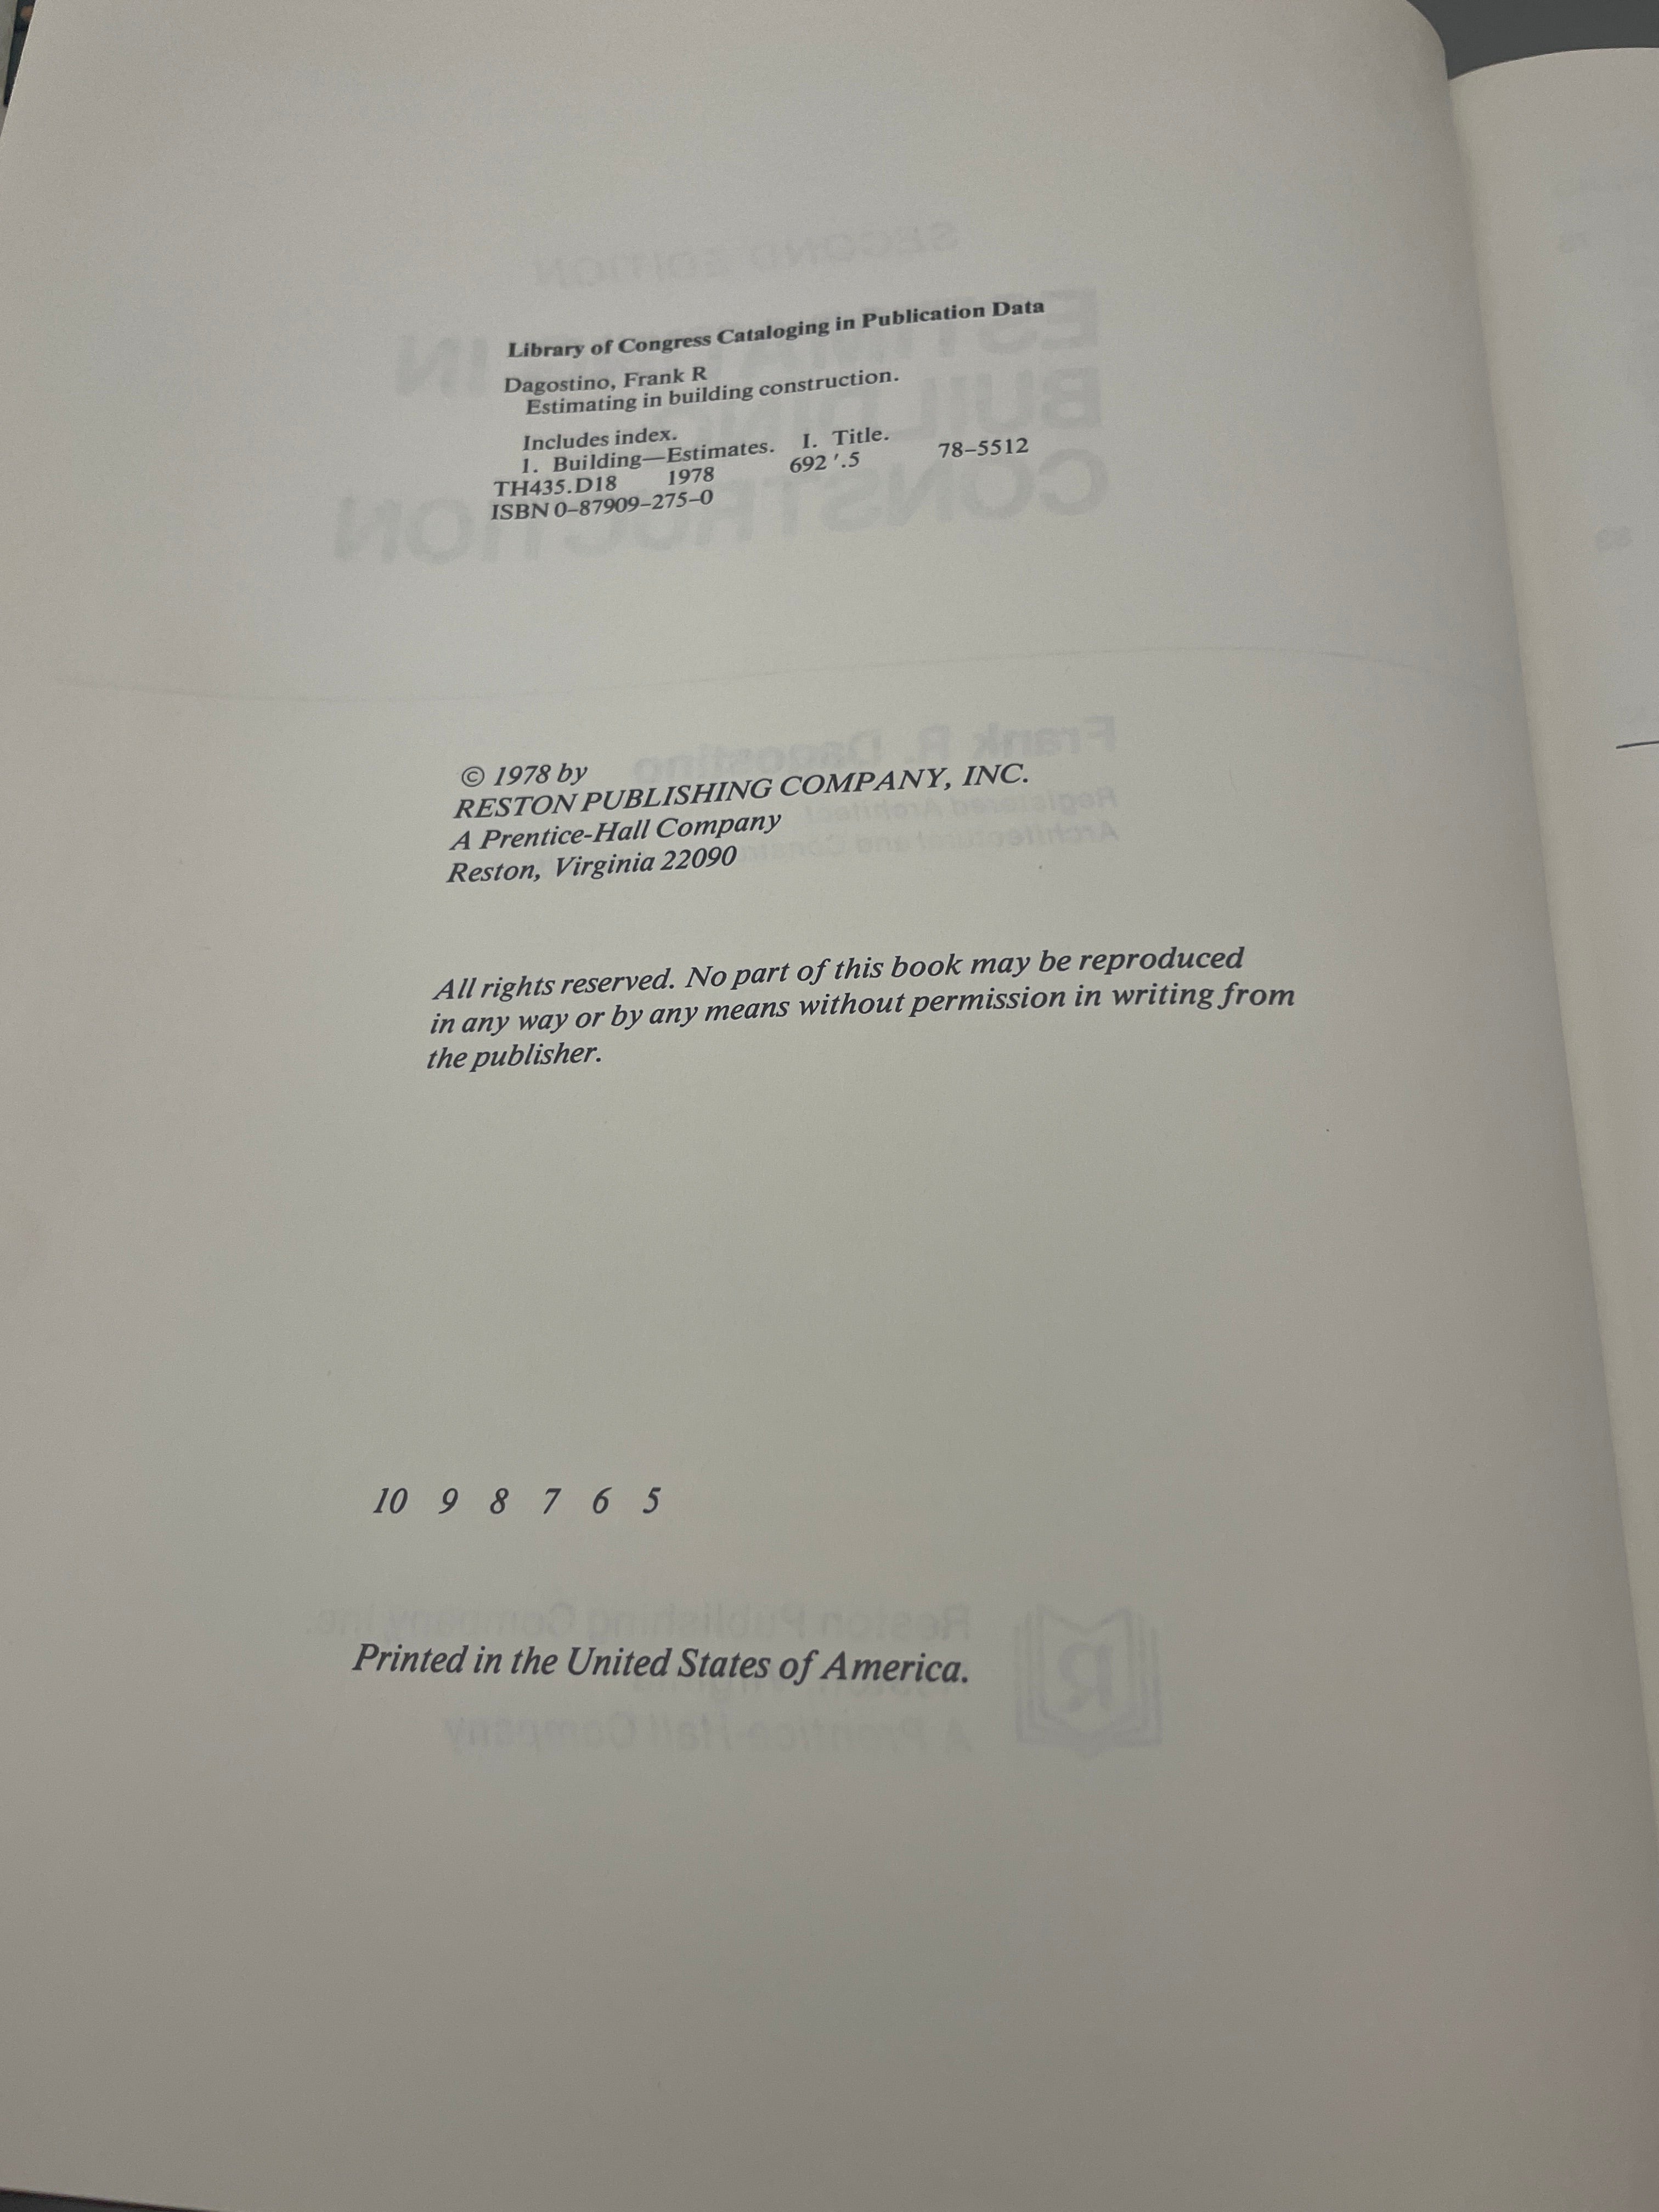 Library of Congress Cataloging in Publication Data
Dagostino, Frank R
Estimating in building construction.
Includes index.
1. Building—Estimates. I. Title.
TH435.D18 1978 692'.5 78–5512
ISBN 0–87909–275–0
© 1978 by
RESTON PUBLISHING COMPANY, INC.
A Prentice-Hall Company
Reston, Virginia 22090
All rights reserved. No part of this book may be reproduced
in any way or by any means without permission in writing from
the publisher.
10 9 8 7 6 5
Printed in the United States of America.